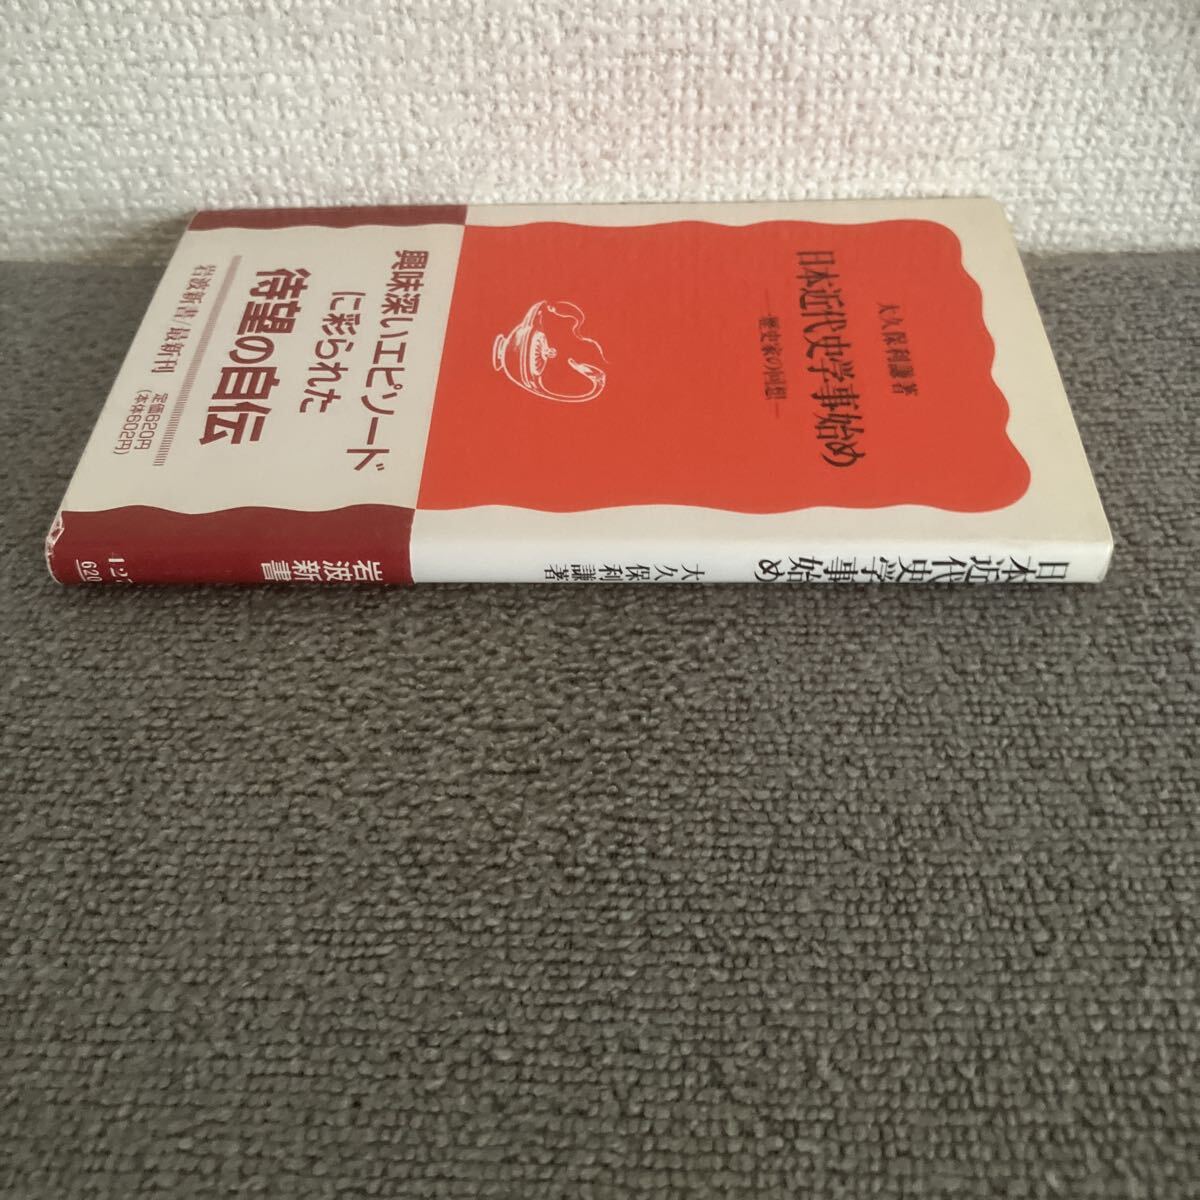 大久保利謙著
日本近代史学事始め
―歴史家の回想―
興味深いエピソード
に彩られた
待望の自伝
岩波新書/最新刊
定価620円
(本体602円)
日本近代史学事始め
大久保利謙著
岩波新書
620